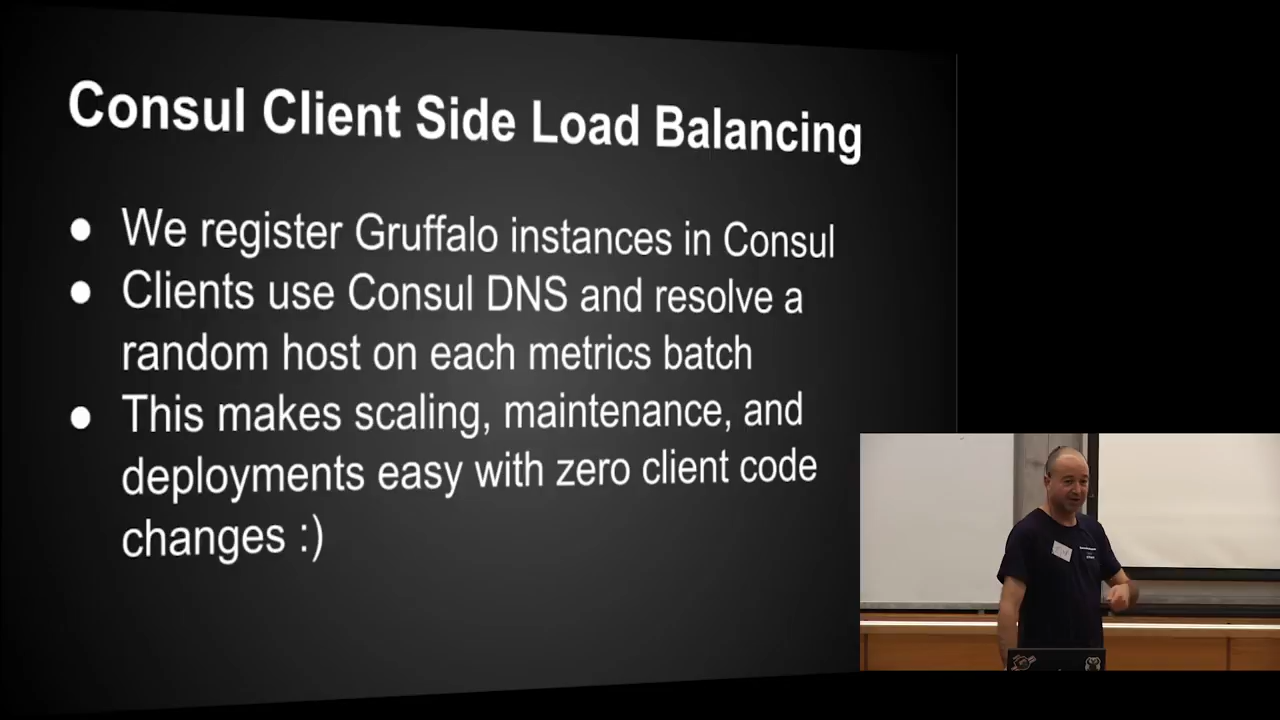 Consul Client Side Load Balancing
● We register Gruffalo instances in Consul
● Clients use Consul DNS and resolve a
random host on each metrics batch
● This makes scaling, maintenance, and
deployments easy with zero client code
changes :)